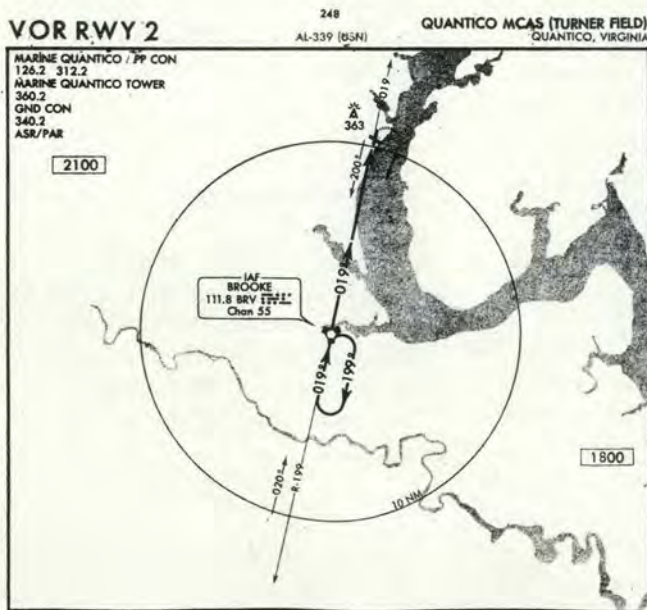 VOR RWY 2
248
AL-339 (USN)
QUANTICO MCAS (TURNER FIELD)
QUANTICO, VIRGINIA
MARINE QUANTICO / PP CON
126.2 312.2
MARINE QUANTICO TOWER
360.2
GND CON
340.2
ASR/PAR
2100
363
019
200°
019°
IAF
BROOKE
111.8 BRV
Chan 55
019°
199°
1800
020°
R-199
10 NM